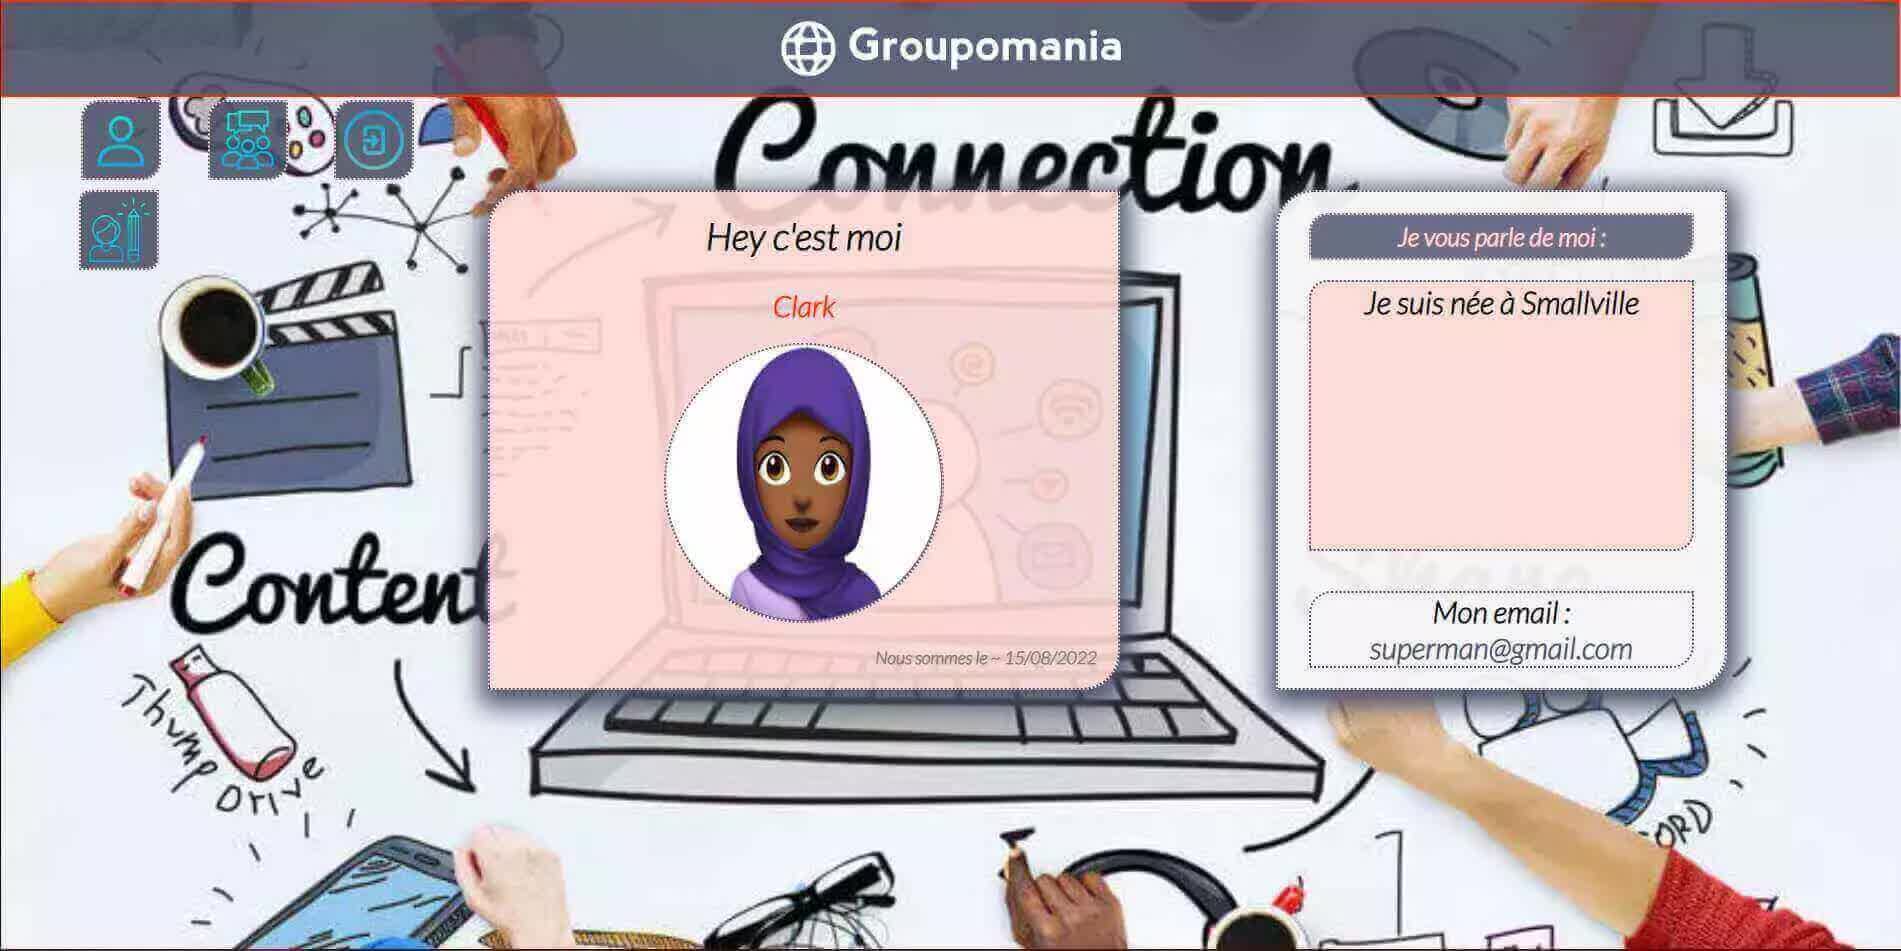 Groupomania
Connection
Hey c'est moi
Clark
Nous sommes le ~ 15/08/2022
Je vous parle de moi :
Je suis née à Smallville
Mon email :
superman@gmail.com
Content
Thump Drive